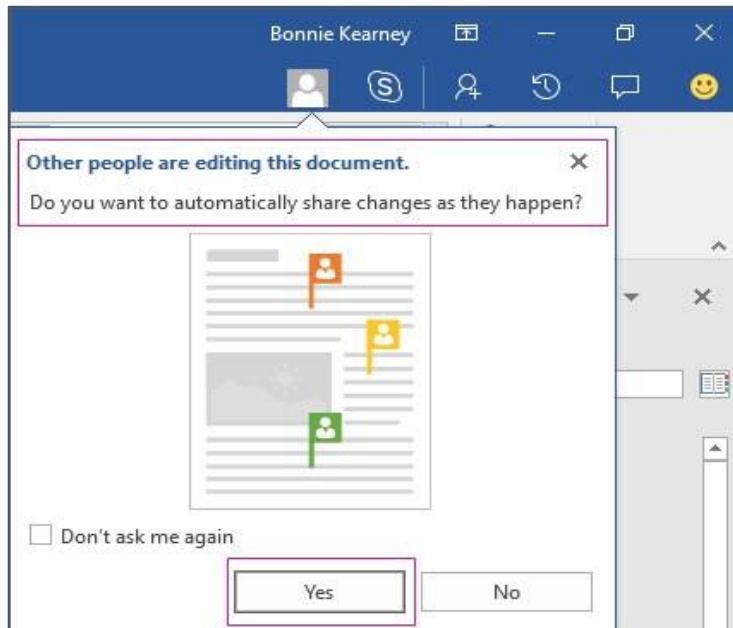 Bonnie Kearney
Other people are editing this document.
Do you want to automatically share changes as they happen?
Don't ask me again
Yes
No